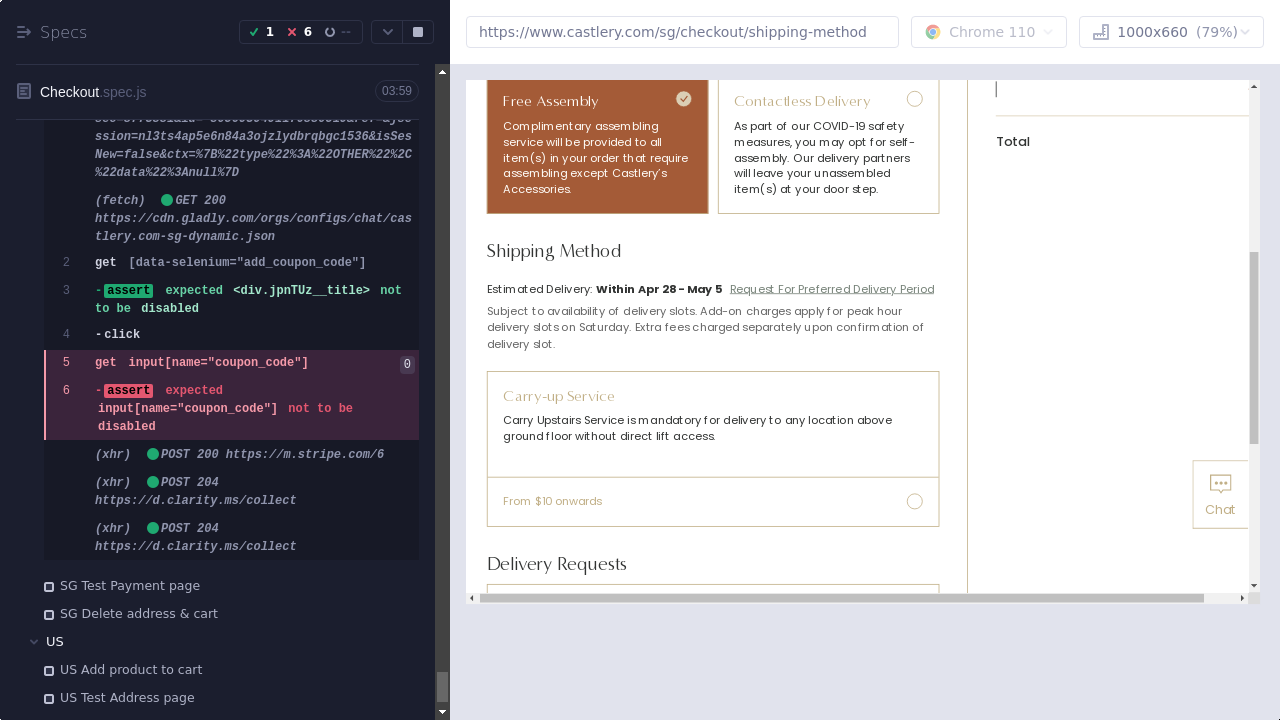 Specs
1
6
--
Checkout.spec.js
03:59
ssion=nl3ts4ap5e6n84a3ojzlydbrqbgc1536&isSes
New=false&ctx=%7B%22type%22%3A%22OTHER%22%2C
%22data%22%3Anull%7D
(fetch) GET 200
https://cdn.gladly.com/orgs/configs/chat/cas
tlery.com-sg-dynamic.json
2 get [data-selenium="add_coupon_code"]
3 -assert expected <div.jpnTUz__title> not
to be disabled
4 -click
5 get input[name="coupon_code"] 0
6 -assert expected
input[name="coupon_code"] not to be
disabled
(xhr) POST 200 https://m.stripe.com/6
(xhr) POST 204
https://d.clarity.ms/collect
(xhr) POST 204
https://d.clarity.ms/collect
SG Test Payment page
SG Delete address & cart
US
US Add product to cart
US Test Address page
https://www.castlery.com/sg/checkout/shipping-method
Chrome 110
1000x660 (79%)
Free Assembly
Complimentary assembling
service will be provided to all
item(s) in your order that require
assembling except Castlery's
Accessories.
Contactless Delivery
As part of our COVID-19 safety
measures, you may opt for self-
assembly. Our delivery partners
will leave your unassembled
item(s) at your door step.
Total
Shipping Method
Estimated Delivery: Within Apr 28 - May 5 Request For Preferred Delivery Period
Subject to availability of delivery slots. Add-on charges apply for peak hour
delivery slots on Saturday. Extra fees charged separately upon confirmation of
delivery slot.
Carry-up Service
Carry Upstairs Service is mandatory for delivery to any location above
ground floor without direct lift access.
From $10 onwards
Chat
Delivery Requests